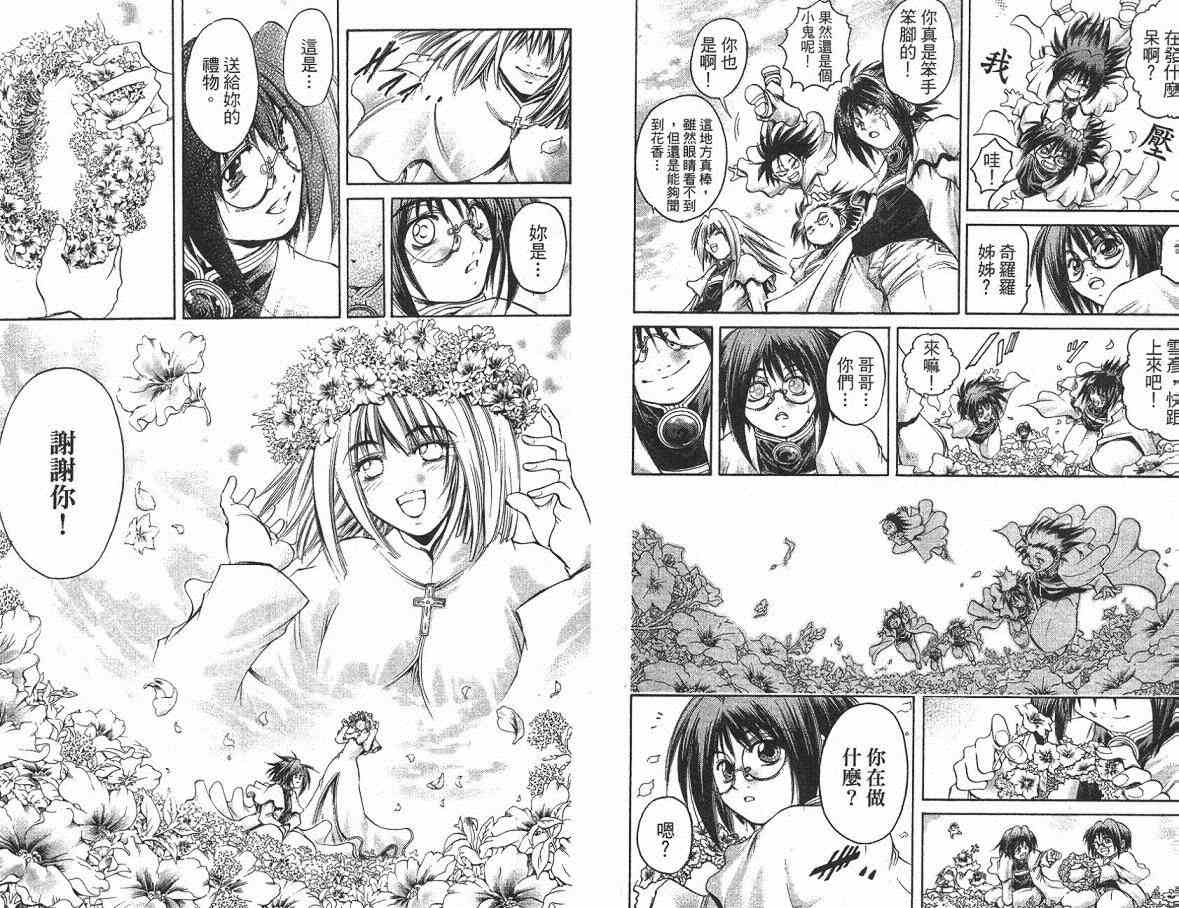 在發什麼
呆啊?
我
壓
哇!
你真是笨手
笨腳的!
果然還是個
小鬼呢!
你也
是啊!
這地方真棒,
雖然眼睛看不到
,但還是能夠聞
到花香…
奇羅羅
姊姊?
雪彥,快跟
上來吧!
來嘛!
哥哥…
你們…
你在做
什麼?
嗯?
妳是…
這是…
送給妳的
禮物。
謝謝你!